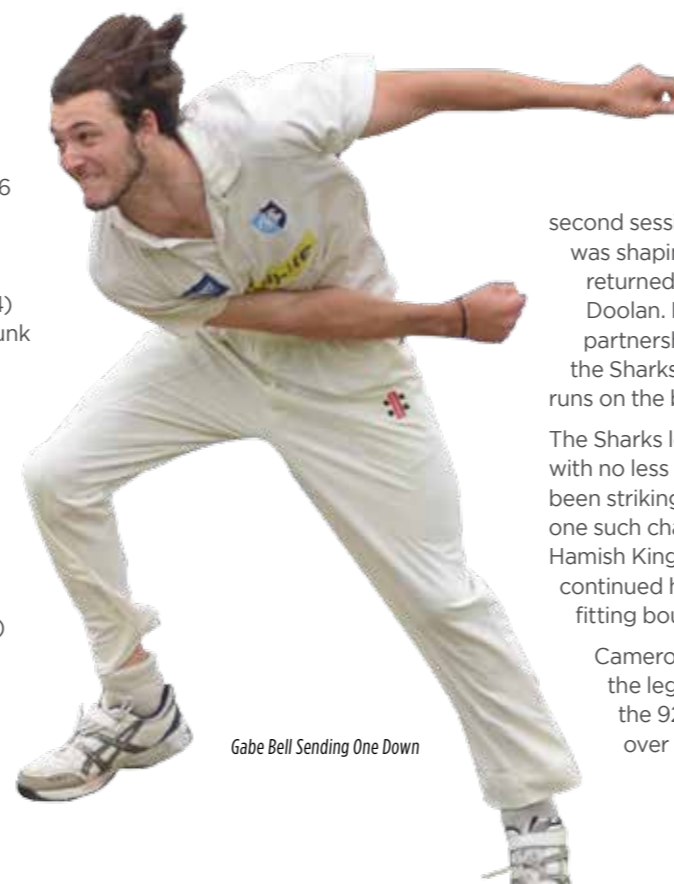 6
4)
unk
)
Gabe Bell Sending One Down
second sessi
was shapin
returned
Doolan.
partnersh
the Sharks
runs on the b
The Sharks l
with no less
been striking
one such cha
Hamish King
continued h
fitting bou
Camero
the leg
the 92
over